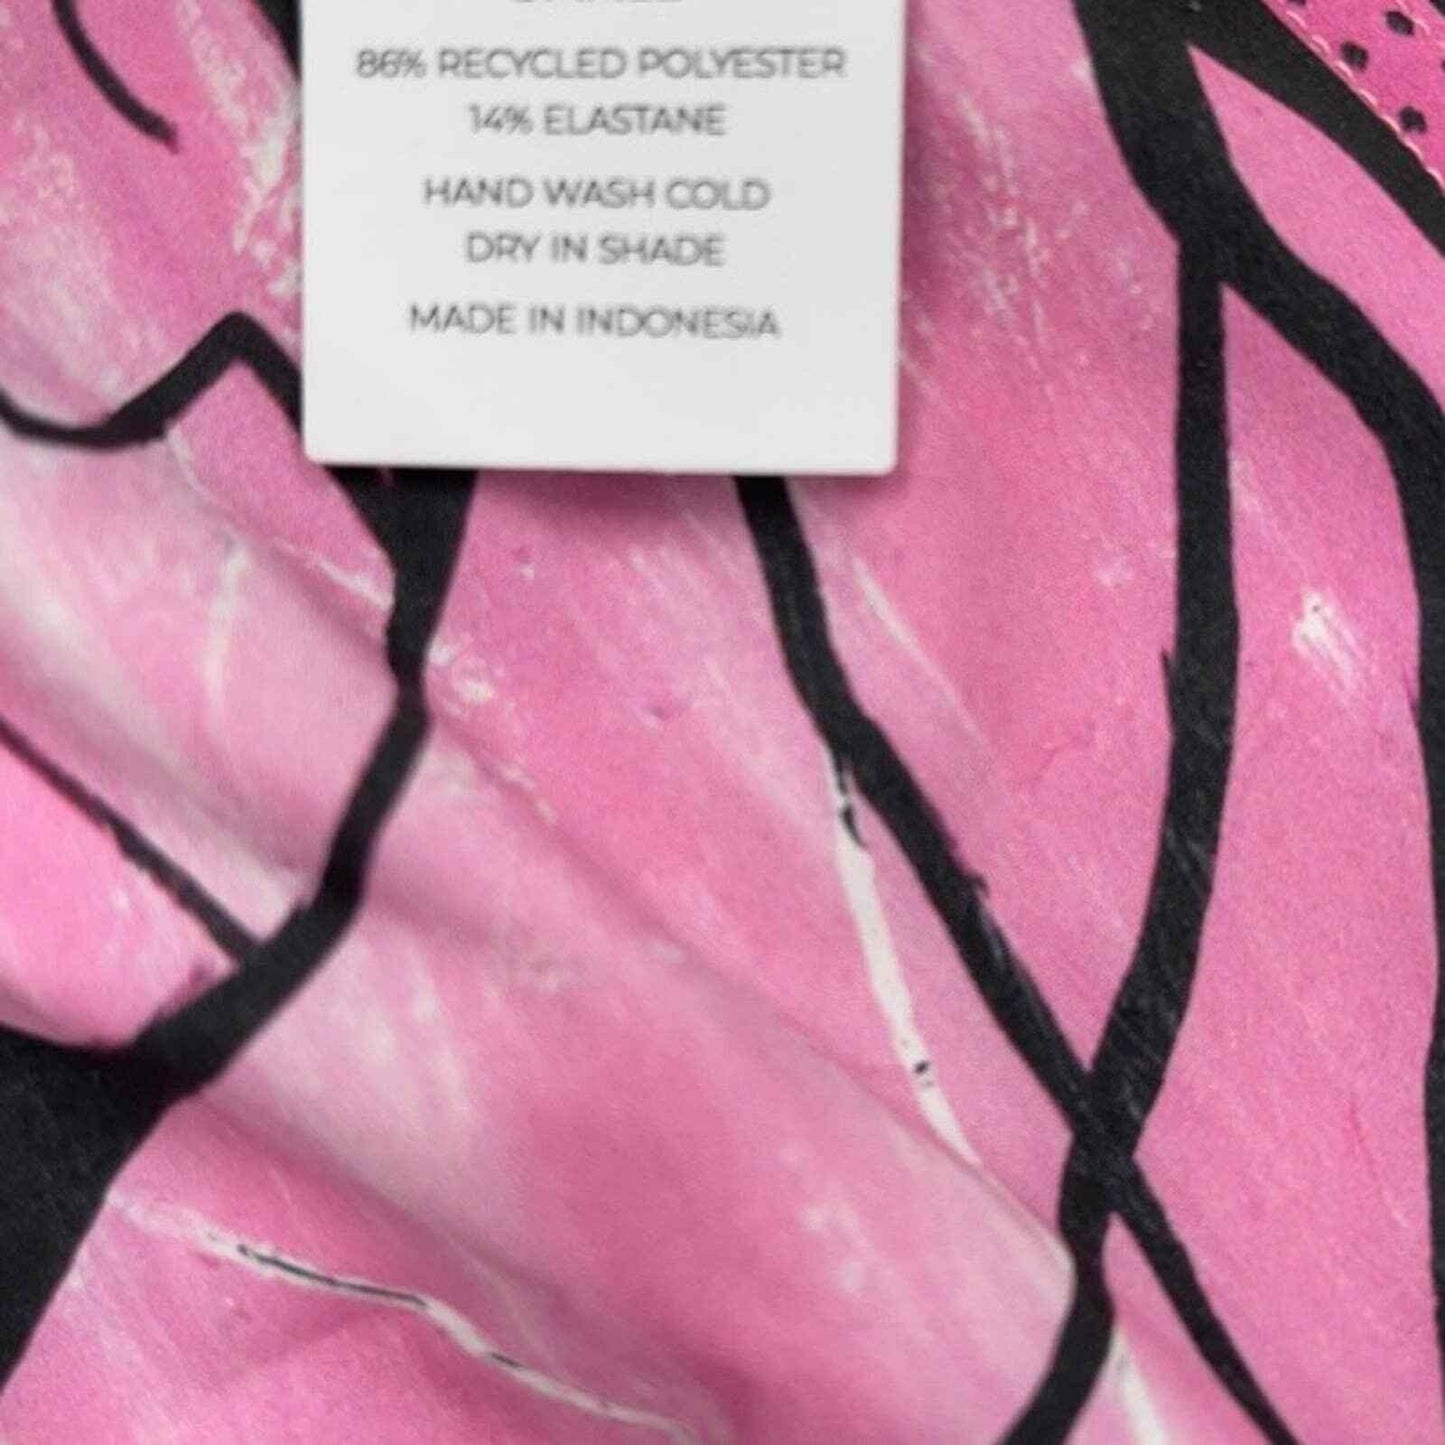 86% RECYCLED POLYESTER
14% ELASTANE
HAND WASH COLD
DRY IN SHADE
MADE IN INDONESIA